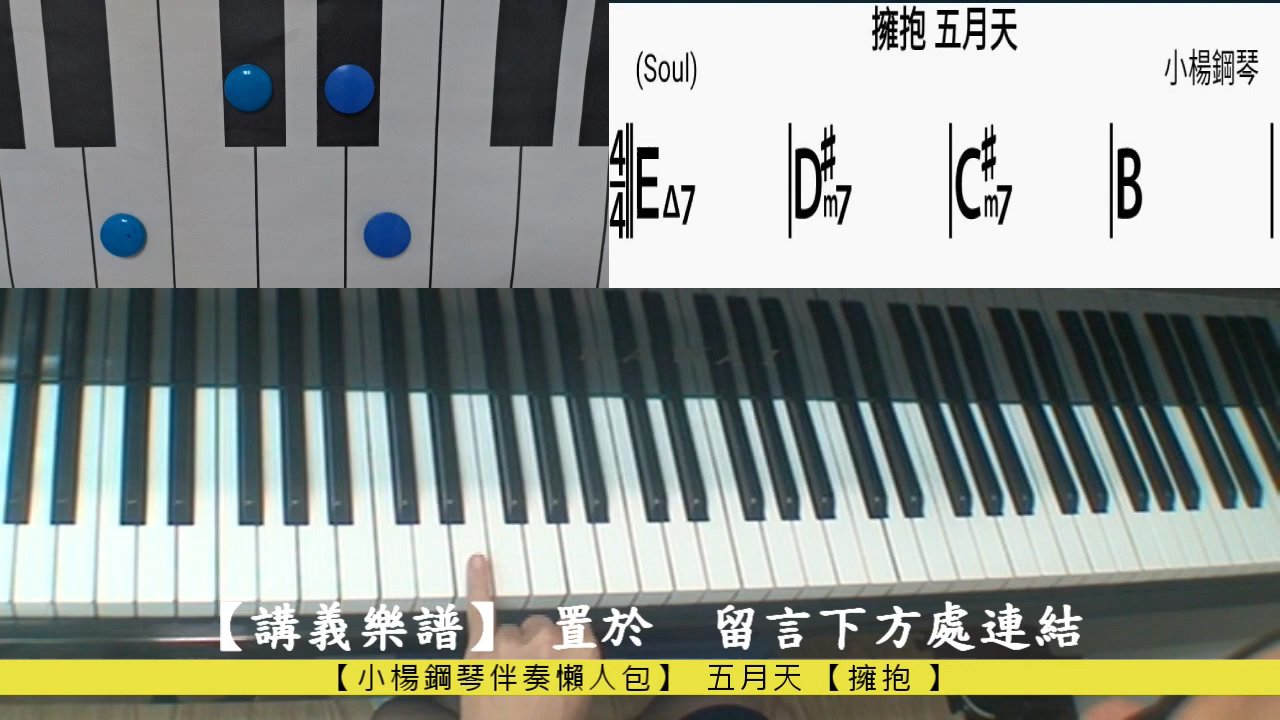 擁抱 五月天
(Soul)
小楊鋼琴
4/4 EΔ7 D♯m7 C♯m7 B
KAWAI
【講義樂譜】 置於 留言下方處連結
【小楊鋼琴伴奏懶人包】 五月天 【擁抱 】